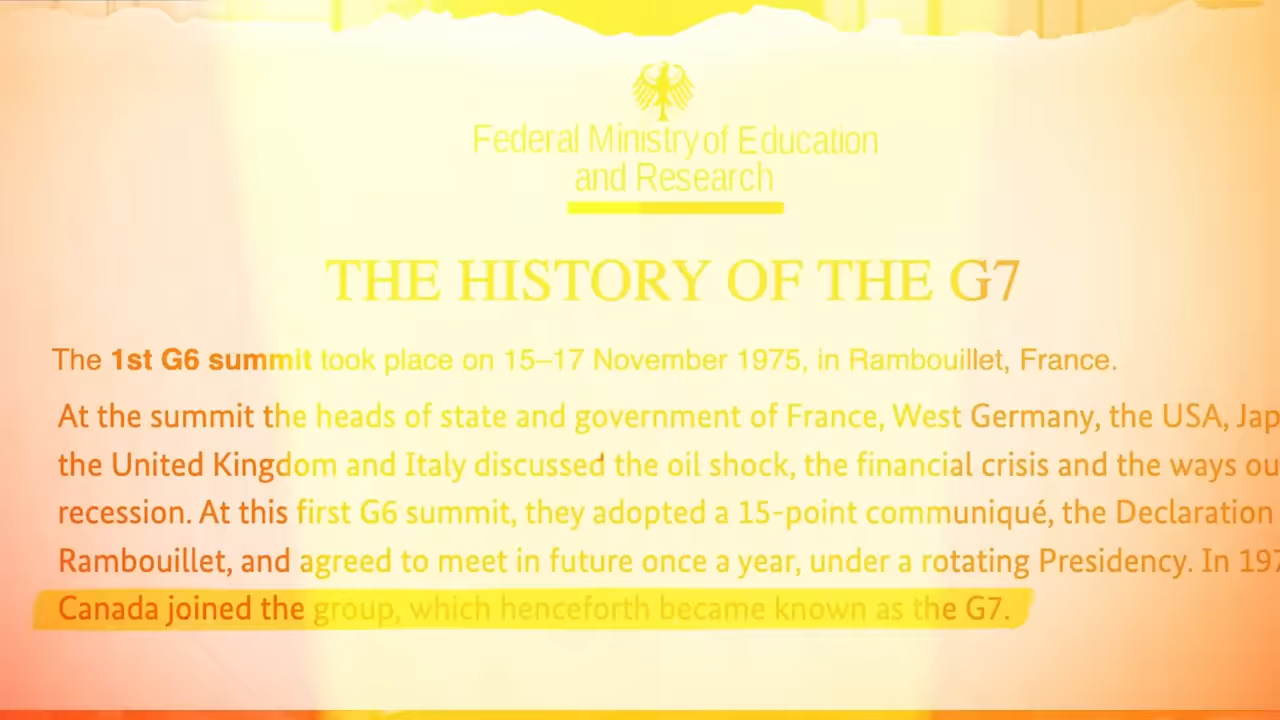 Federal Ministry of Education
and Research
THE HISTORY OF THE G7
The 1st G6 summit took place on 15–17 November 1975, in Rambouillet, France.
At the summit the heads of state and government of France, West Germany, the USA,
the United Kingdom and Italy discussed the oil shock, the financial crisis and the ways
recession. At this first G6 summit, they adopted a 15-point communiqué, the Declaration
Rambouillet, and agreed to meet in future once a year, under a rotating Presidency. In
Canada joined the group, which henceforth became known as the G7.